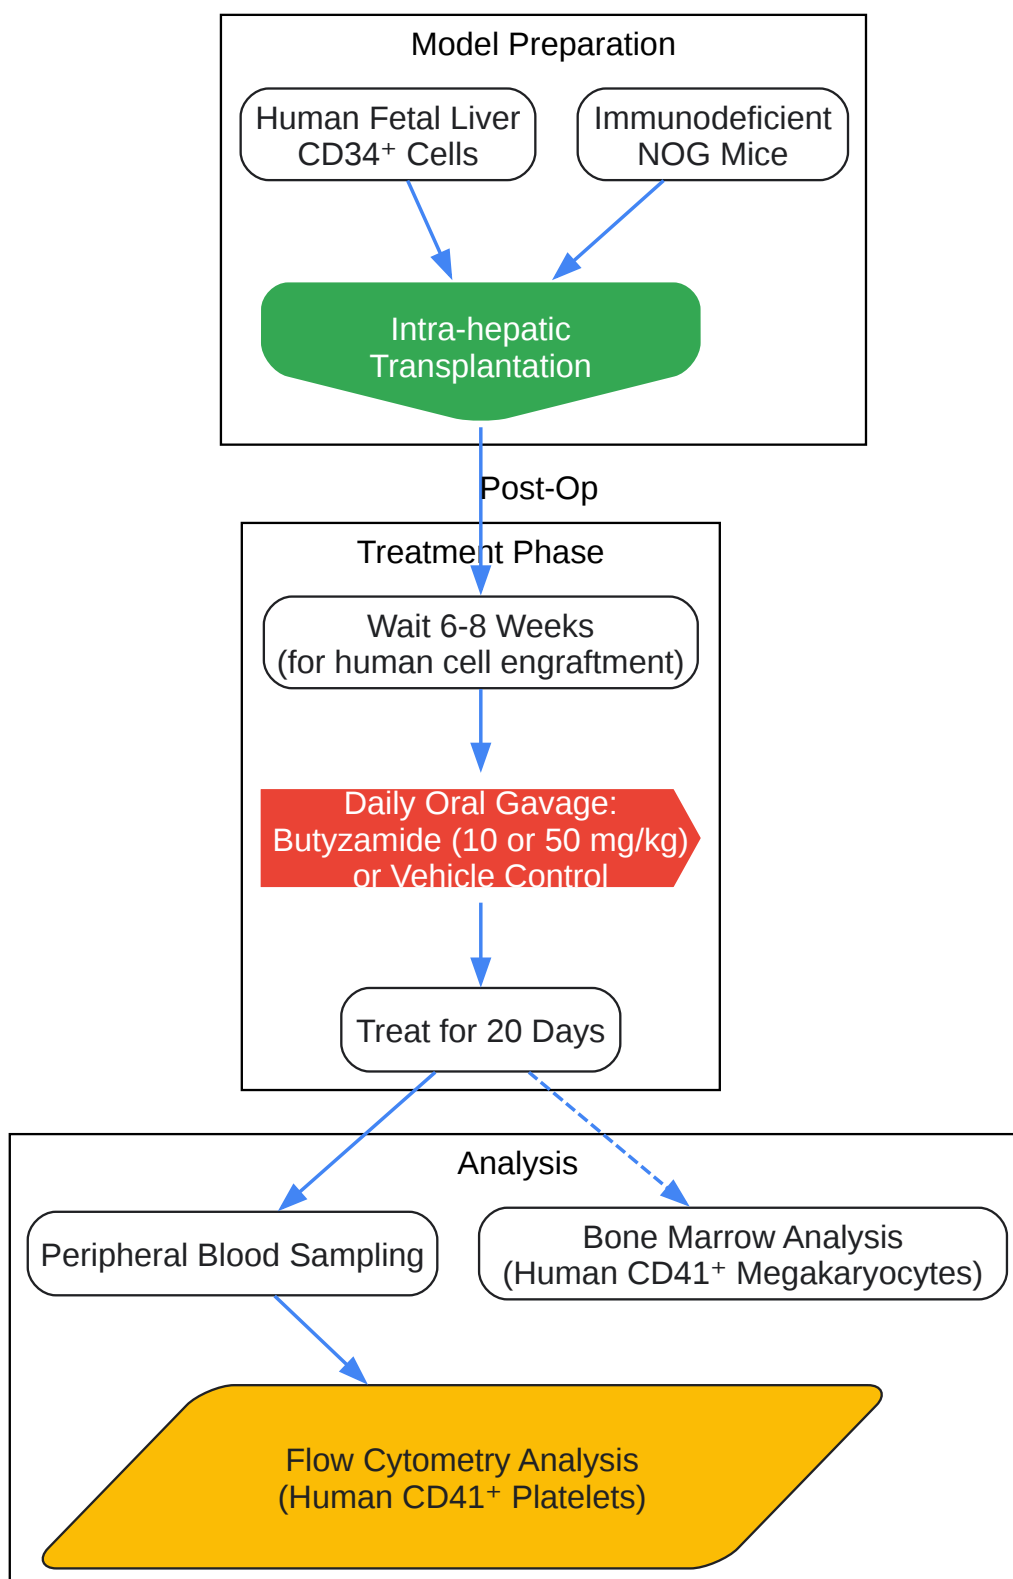 Model Preparation
Human Fetal Liver
CD34⁺ Cells
Immunodeficient
NOG Mice
Intra-hepatic
Transplantation
Post-Op
Treatment Phase
Wait 6-8 Weeks
(for human cell engraftment)
Daily Oral Gavage:
Butyzamide (10 or 50 mg/kg)
or Vehicle Control
Treat for 20 Days
Analysis
Peripheral Blood Sampling
Bone Marrow Analysis
(Human CD41⁺ Megakaryocytes)
Flow Cytometry Analysis
(Human CD41⁺ Platelets)